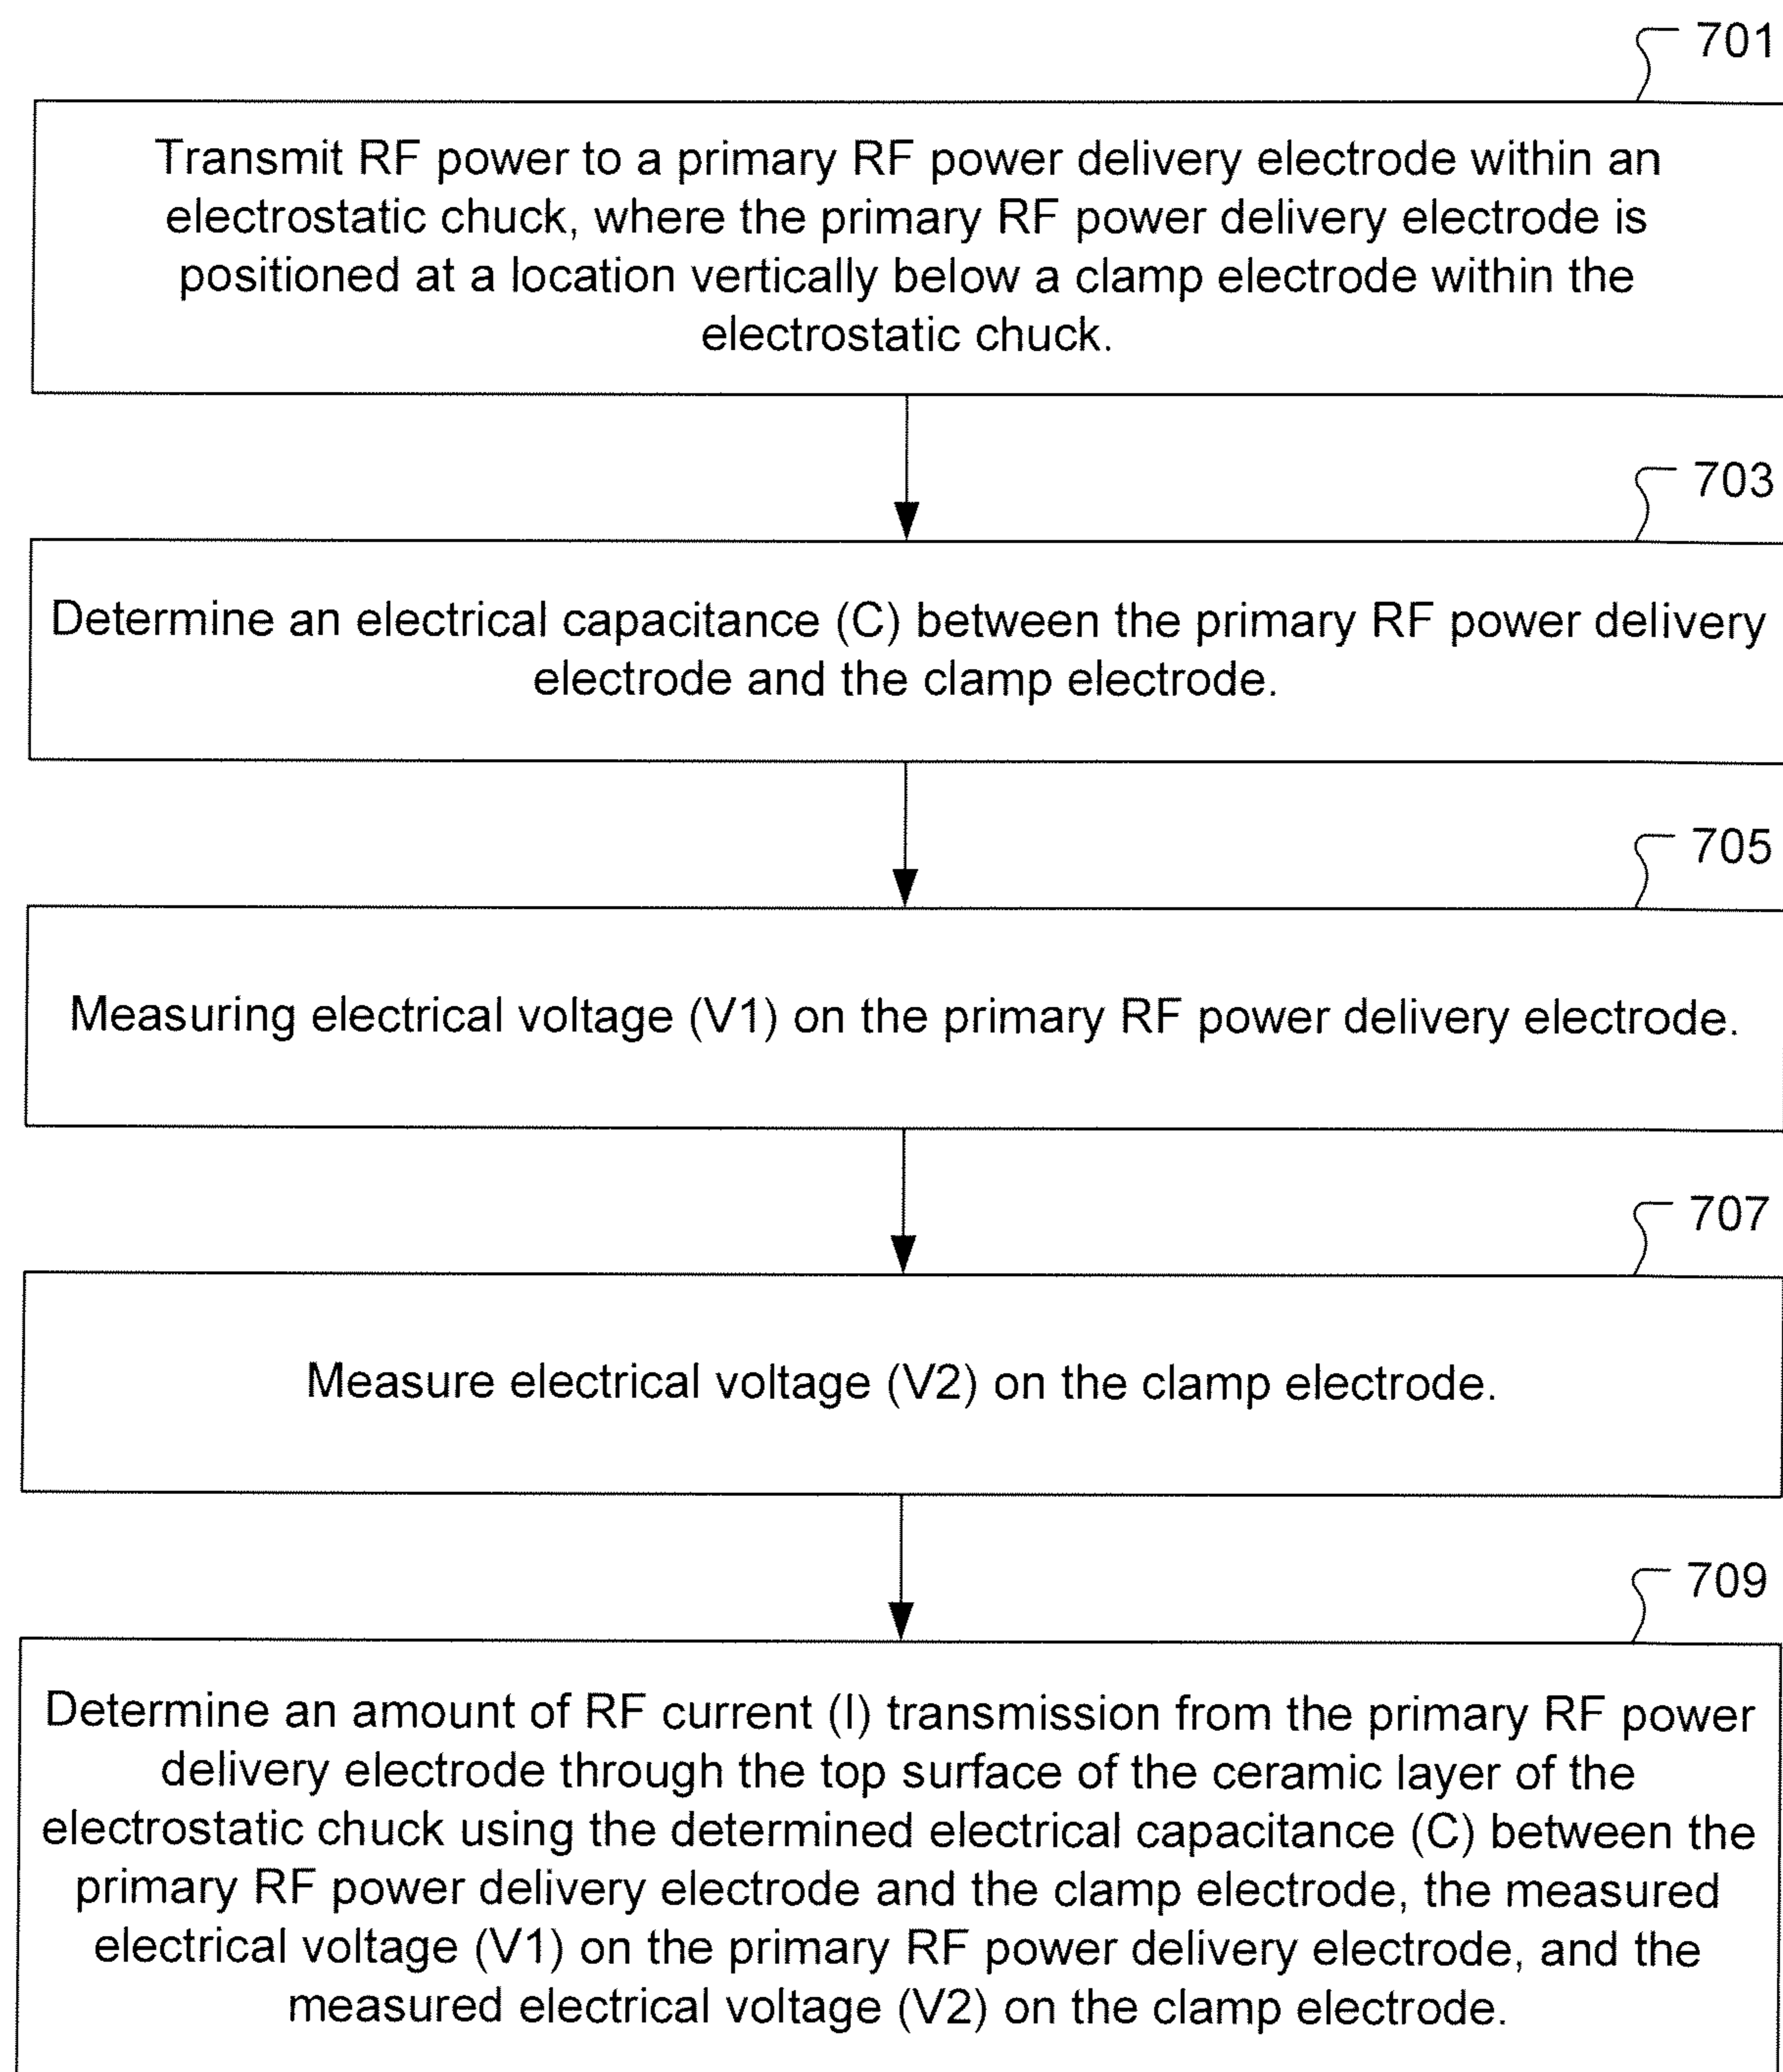 701
Transmit RF power to a primary RF power delivery electrode within an
electrostatic chuck, where the primary RF power delivery electrode is
positioned at a location vertically below a clamp electrode within the
electrostatic chuck.
703
Determine an electrical capacitance (C) between the primary RF power delivery
electrode and the clamp electrode.
705
Measuring electrical voltage (V1) on the primary RF power delivery electrode.
707
Measure electrical voltage (V2) on the clamp electrode.
709
Determine an amount of RF current (I) transmission from the primary RF power
delivery electrode through the top surface of the ceramic layer of the
electrostatic chuck using the determined electrical capacitance (C) between the
primary RF power delivery electrode and the clamp electrode, the measured
electrical voltage (V1) on the primary RF power delivery electrode, and the
measured electrical voltage (V2) on the clamp electrode.